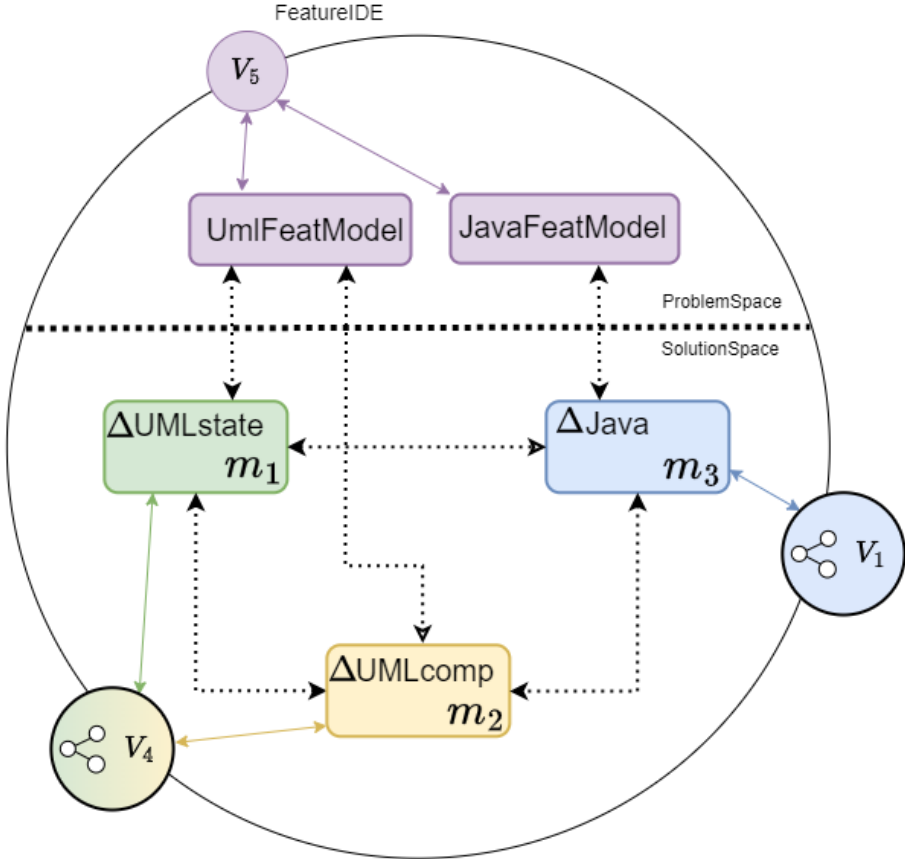 FeatureIDE
V₅
UmlFeatModel
JavaFeatModel
ProblemSpace
SolutionSpace
ΔUMLstate
m₁
ΔJava
m₃
V₁
ΔUMLcomp
m₂
V₄